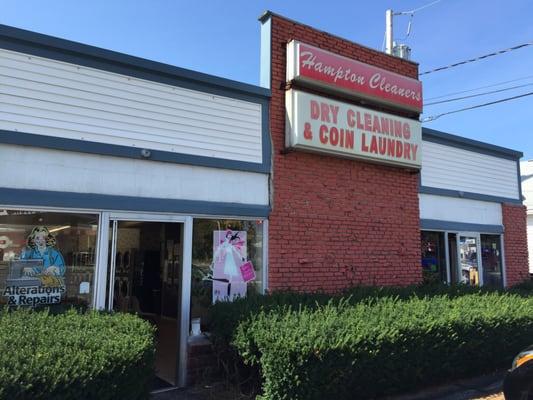 Hampton Cleaners
DRY CLEANING
& COIN LAUNDRY
Alterations
& Repairs